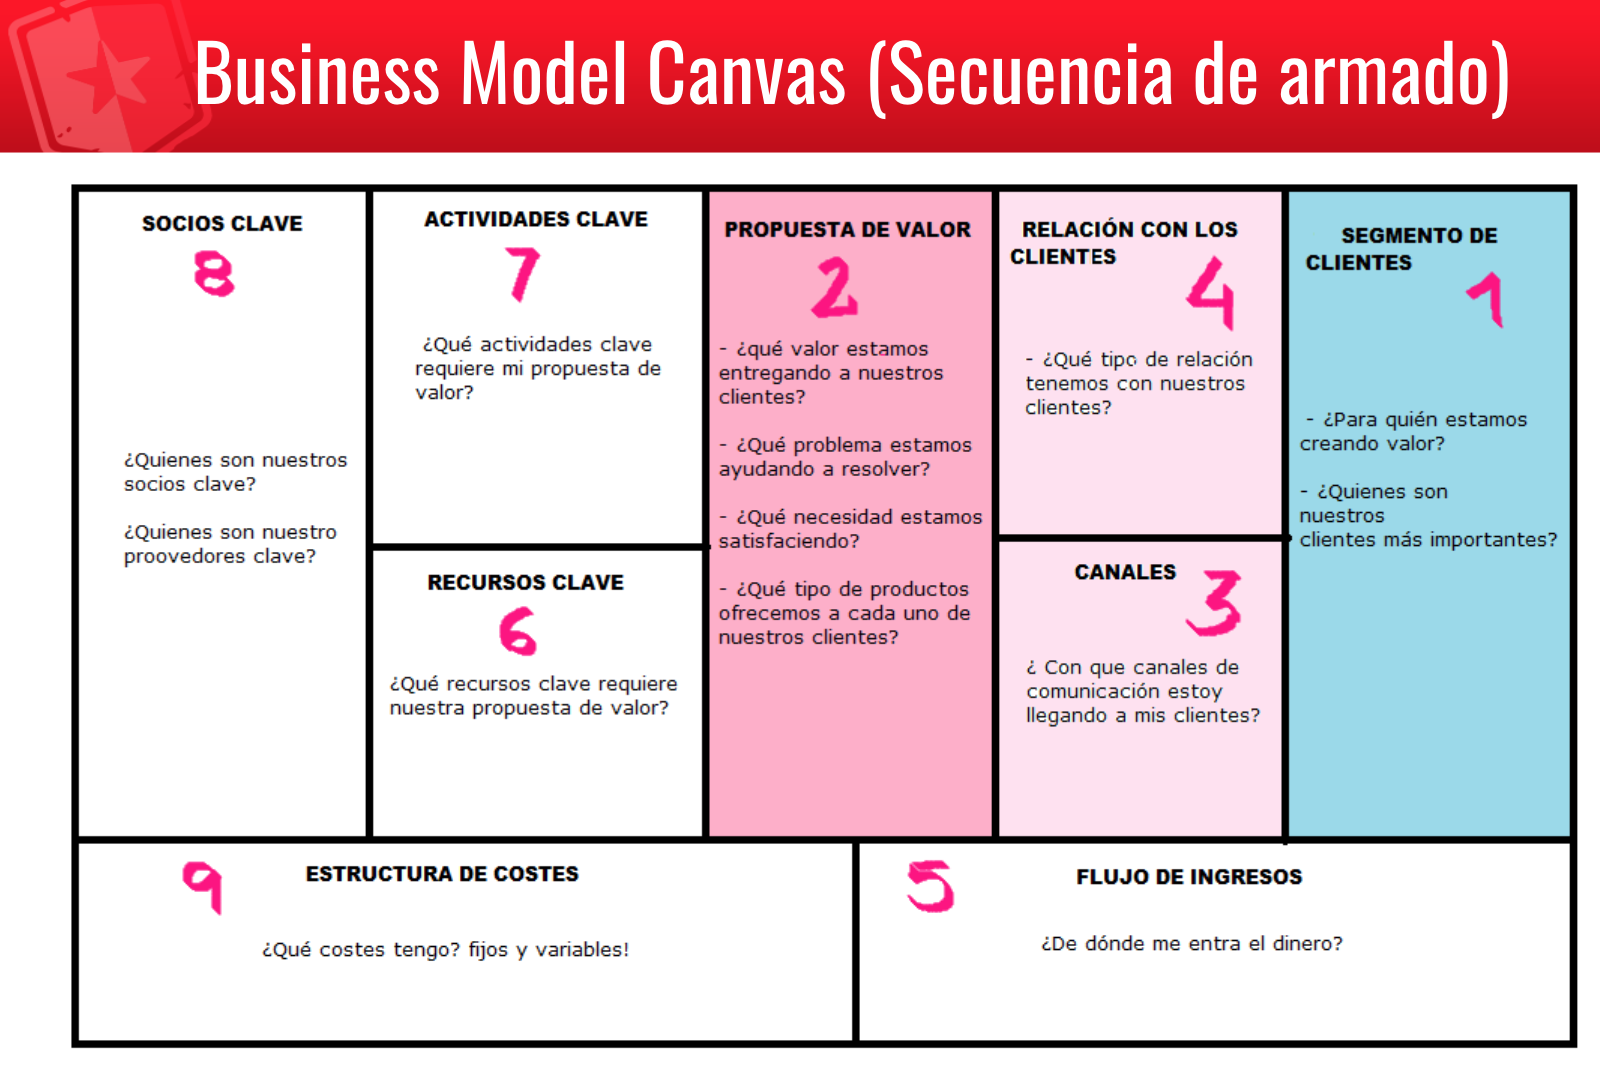 Business Model Canvas (Secuencia de armado)
SOCIOS CLAVE
8
¿Quienes son nuestros
socios clave?
¿Quienes son nuestro
proovedores clave?
ACTIVIDADES CLAVE
7
¿Qué actividades clave
requiere mi propuesta de
valor?
RECURSOS CLAVE
6
¿Qué recursos clave requiere
nuestra propuesta de valor?
PROPUESTA DE VALOR
2
- ¿qué valor estamos
entregando a nuestros
clientes?
- ¿Qué problema estamos
ayudando a resolver?
- ¿Qué necesidad estamos
satisfaciendo?
- ¿Qué tipo de productos
ofrecemos a cada uno de
nuestros clientes?
RELACIÓN CON LOS
CLIENTES
4
- ¿Qué tipo de relación
tenemos con nuestros
clientes?
CANALES
3
¿ Con que canales de
comunicación estoy
llegando a mis clientes?
SEGMENTO DE
CLIENTES
1
- ¿Para quién estamos
creando valor?
- ¿Quienes son
nuestros
clientes más importantes?
9
ESTRUCTURA DE COSTES
¿Qué costes tengo? fijos y variables!
5
FLUJO DE INGRESOS
¿De dónde me entra el dinero?